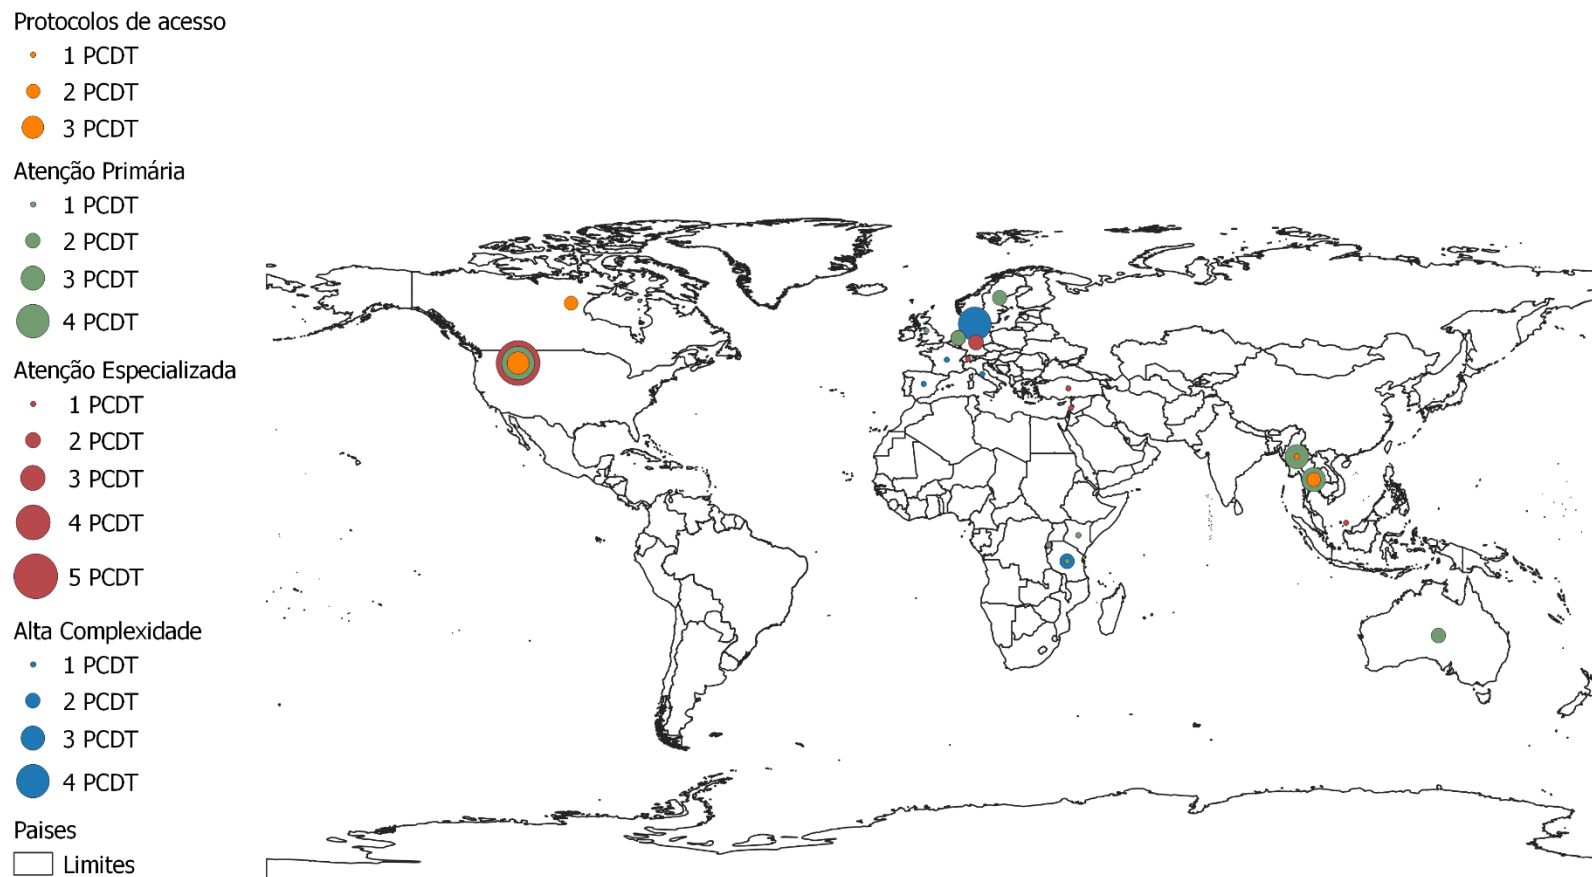 Protocolos de acesso
1 PCDT
2 PCDT
3 PCDT
Atenção Primária
1 PCDT
2 PCDT
3 PCDT
4 PCDT
Atenção Especializada
1 PCDT
2 PCDT
3 PCDT
4 PCDT
5 PCDT
Alta Complexidade
1 PCDT
2 PCDT
3 PCDT
4 PCDT
Paises
Limites